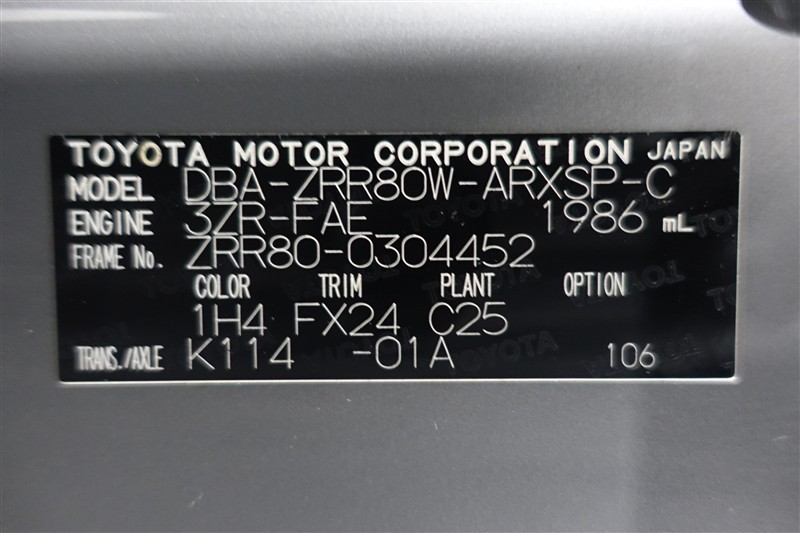 TOYOTA MOTOR CORPORATION JAPAN
MODEL DBA-ZRR80W-ARXSP-C
ENGINE 3ZR-FAE 1986 mL
FRAME No. ZRR80-0304452
COLOR TRIM PLANT OPTION
1H4 FX24 C25
TRANS./AXLE K114 -01A 106